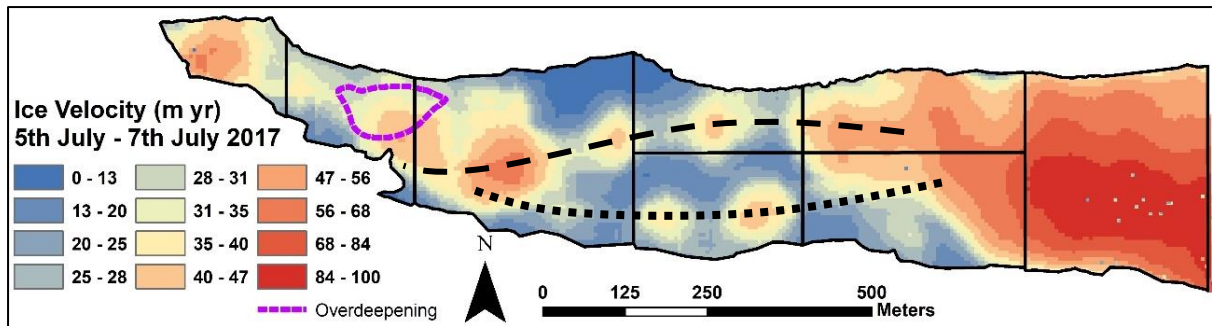 Ice Velocity (m yr)
5th July - 7th July 2017
0 - 13 28 - 31 47 - 56
13 - 20 31 - 35 56 - 68
20 - 25 35 - 40 68 - 84
25 - 28 40 - 47 84 - 100
Overdeepening
N
0 125 250 500
Meters